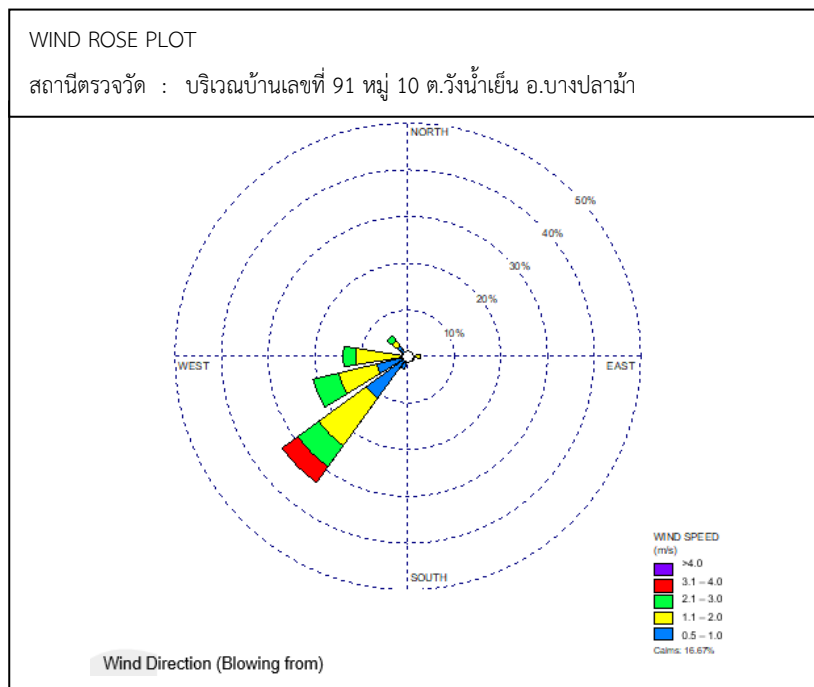 WIND ROSE PLOT
สถานีตรวจวัด : บริเวณบ้านเลขที่ 91 หมู่ 10 ต.วังน้ำเย็น อ.บางปลาม้า
NORTH
50%
40%
30%
20%
10%
WEST
EAST
SOUTH
WIND SPEED
(m/s)
>4.0
3.1 – 4.0
2.1 – 3.0
1.1 – 2.0
0.5 – 1.0
Calms: 16.67%
Wind Direction (Blowing from)